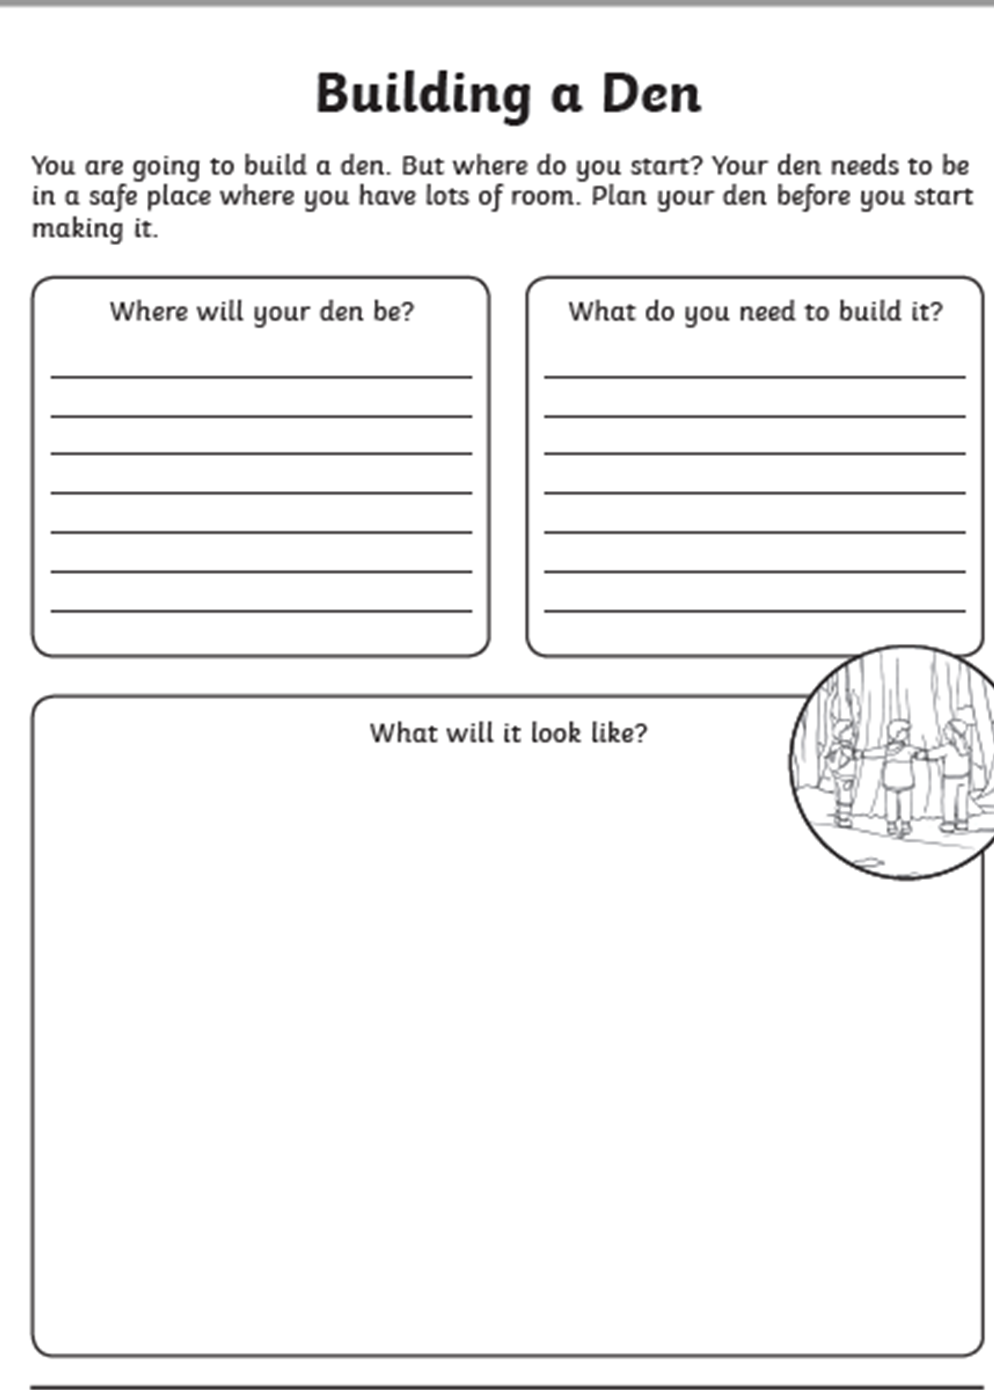 Building a Den
You are going to build a den. But where do you start? Your den needs to be
in a safe place where you have lots of room. Plan your den before you start
making it.
Where will your den be?
What do you need to build it?
What will it look like?